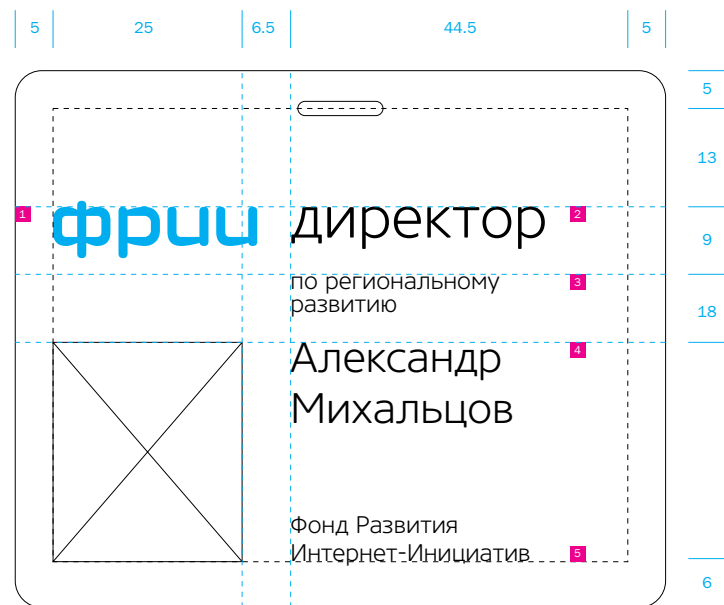 5 25 6.5 44.5 5
5
13
1 фрии директор 2
9
по региональному 3
развитию
18
Александр 4
Михальцов
Фонд Развития
Интернет-Инициатив 5
6